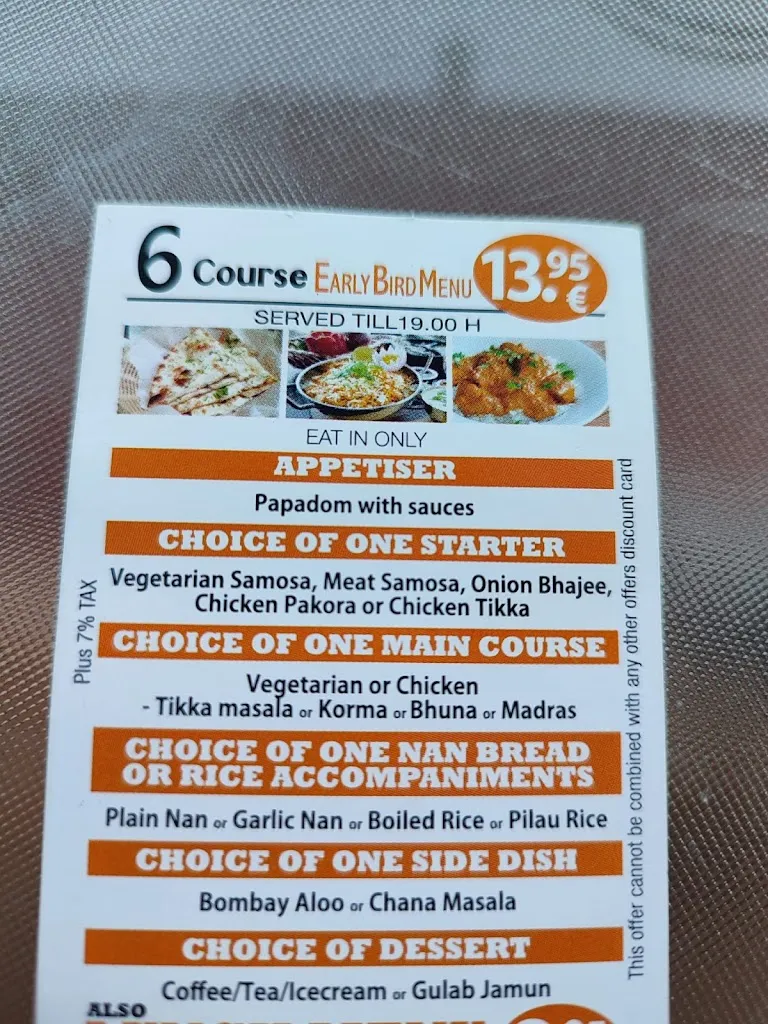 6 Course EARLY BIRD MENU 13.95 €
SERVED TILL19.00 H
EAT IN ONLY
APPETISER
Papadom with sauces
CHOICE OF ONE STARTER
Vegetarian Samosa, Meat Samosa, Onion Bhajee,
Chicken Pakora or Chicken Tikka
CHOICE OF ONE MAIN COURSE
Vegetarian or Chicken
- Tikka masala or Korma or Bhuna or Madras
CHOICE OF ONE NAN BREAD
OR RICE ACCOMPANIMENTS
Plain Nan or Garlic Nan or Boiled Rice or Pilau Rice
CHOICE OF ONE SIDE DISH
Bombay Aloo or Chana Masala
CHOICE OF DESSERT
Coffee/Tea/Icecream or Gulab Jamun
ALSO
Plus 7% TAX
This offer cannot be combined with any other offers discount card